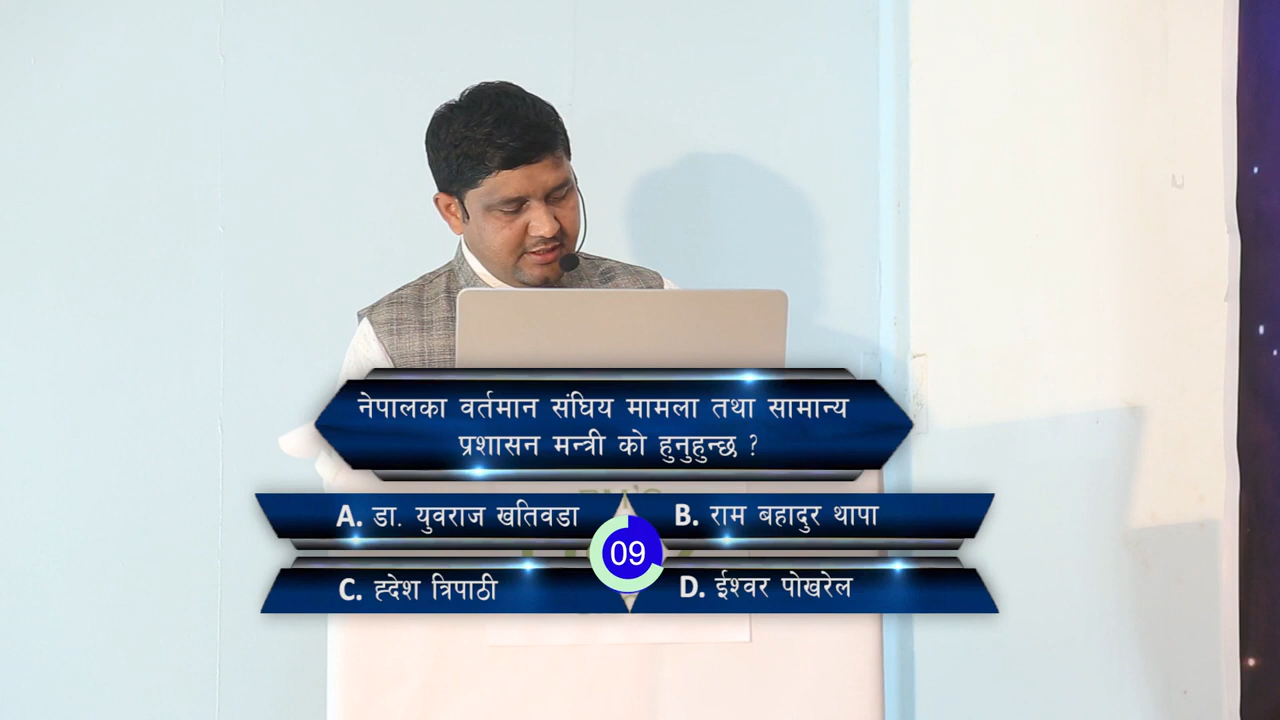 नेपालका वर्तमान संघिय मामला तथा सामान्य
प्रशासन मन्त्री को हुनुहुन्छ ?
A. डा. युवराज खतिवडा
B. राम बहादुर थापा
09
C. ह्देश त्रिपाठी
D. ईश्वर पोखरेल